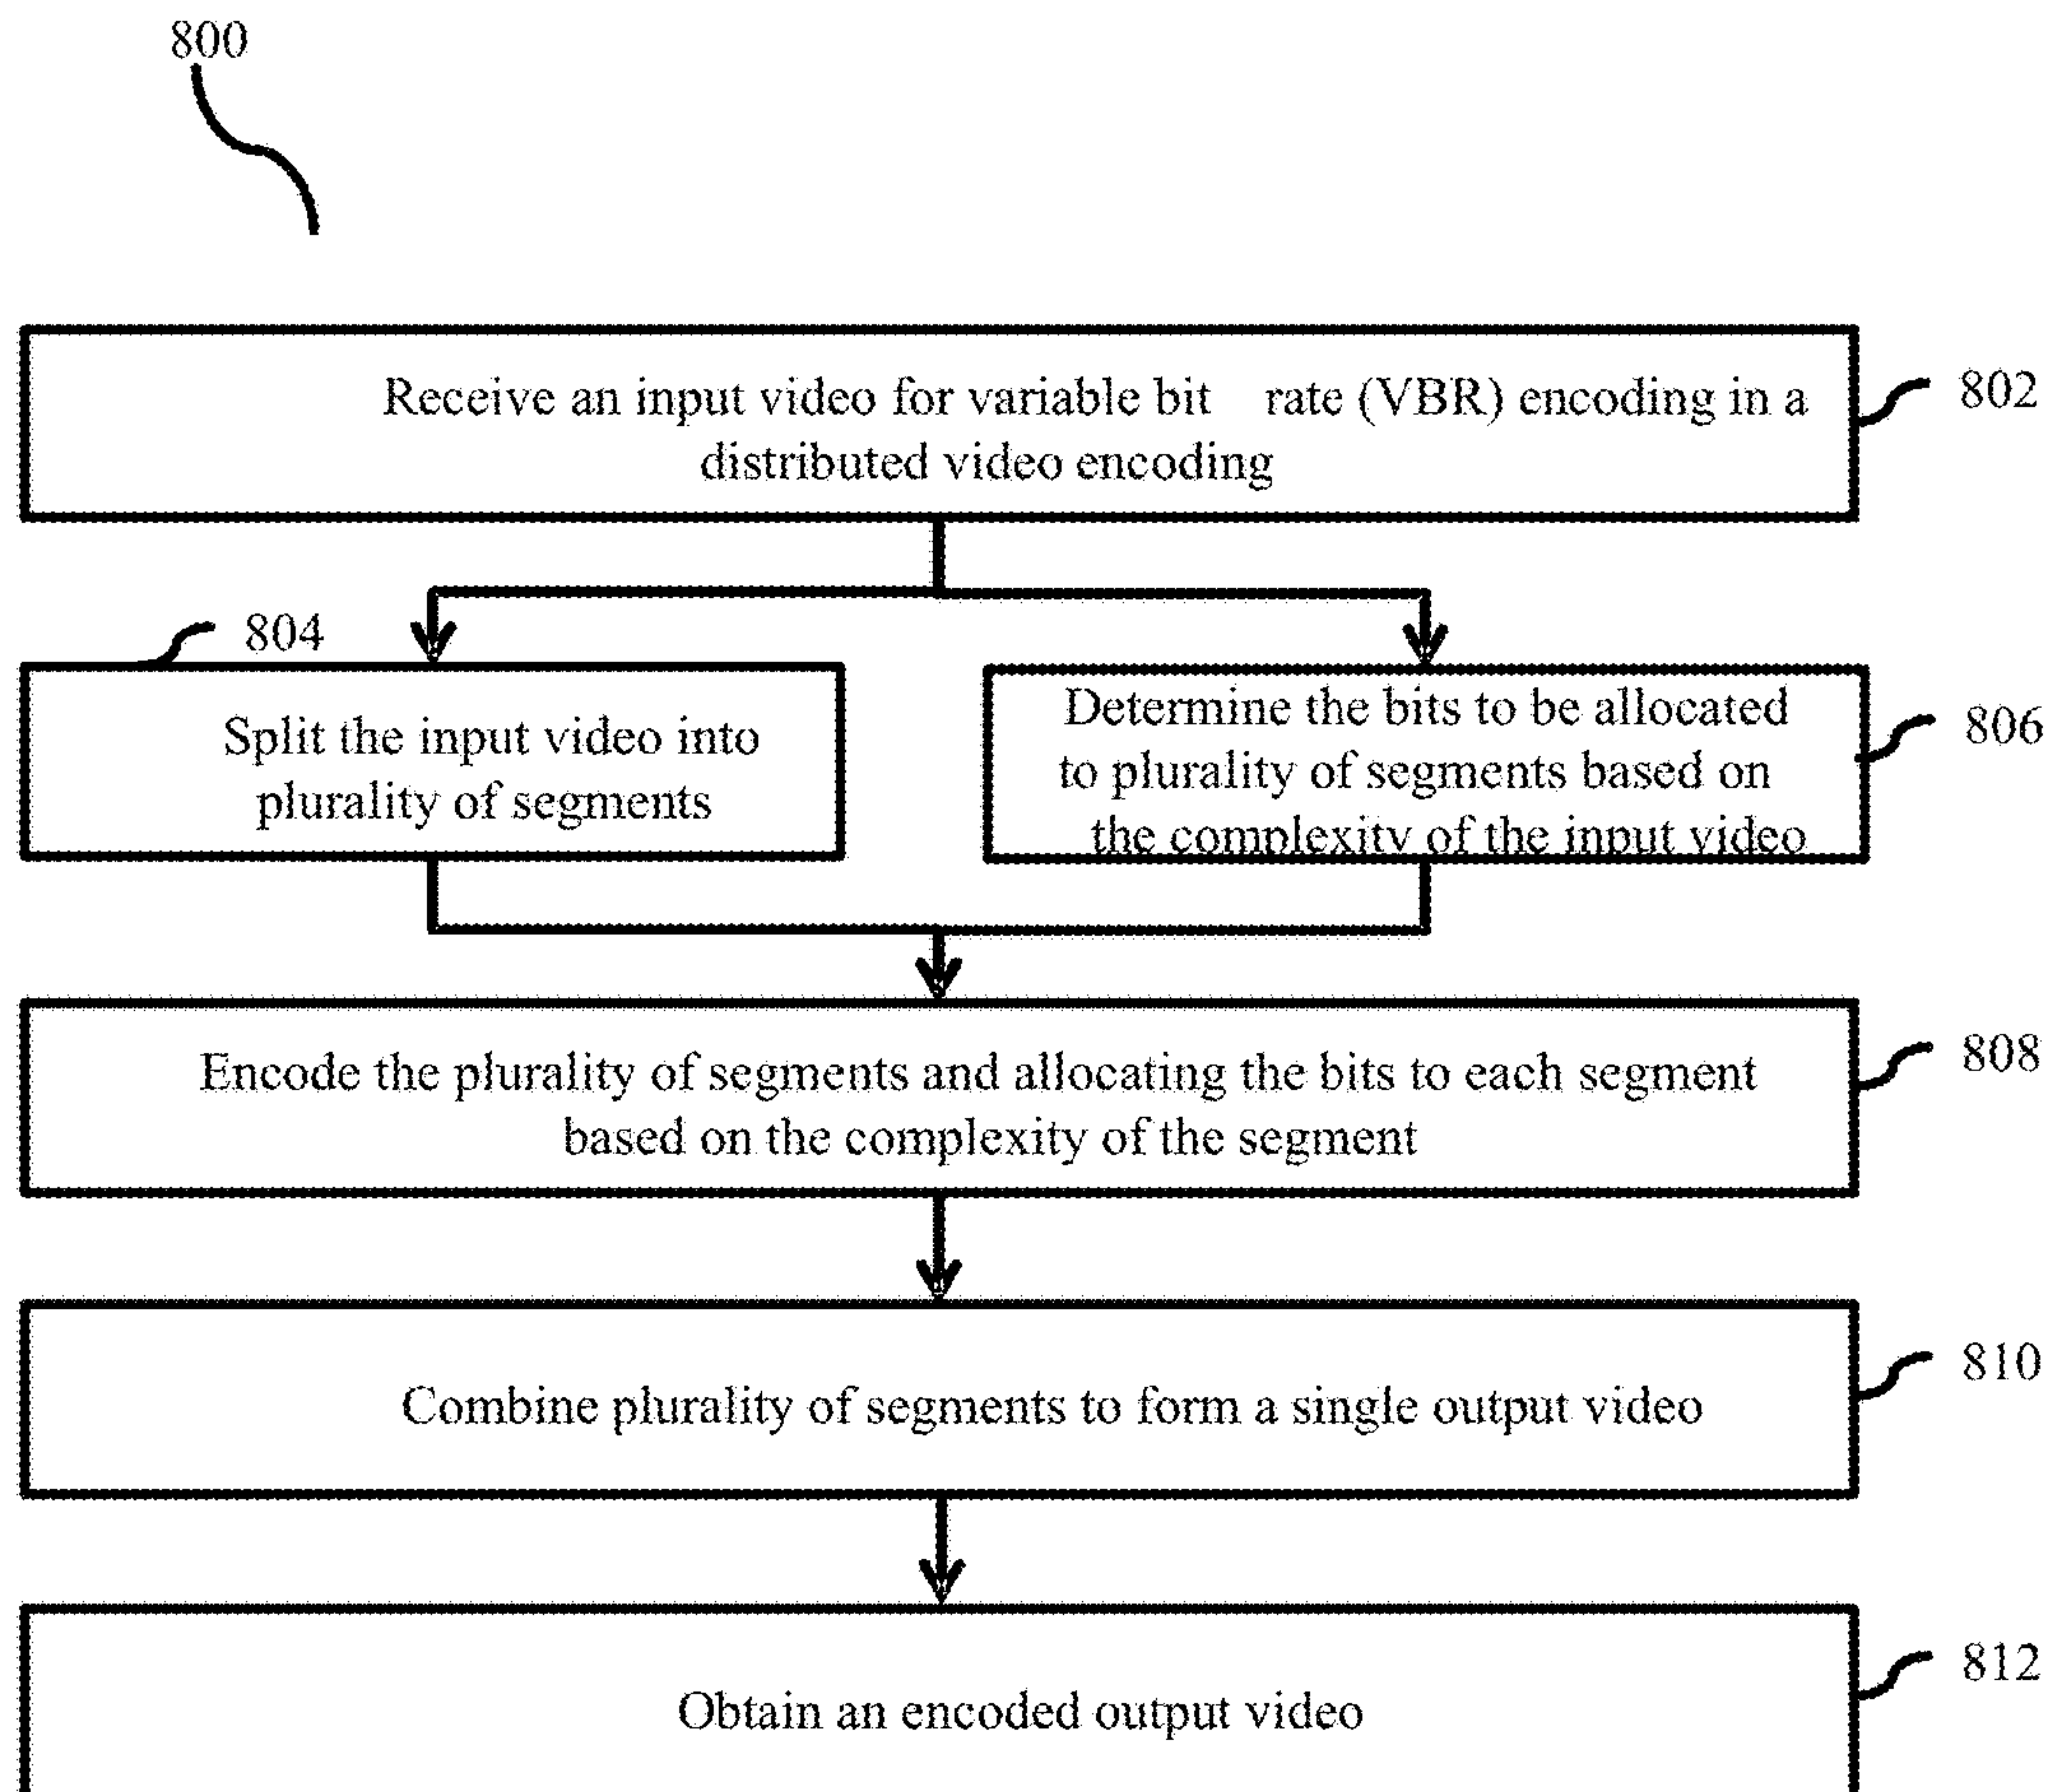 800
Receive an input video for variable bit rate (VBR) encoding in a
distributed video encoding
802
804
Split the input video into
plurality of segments
Determine the bits to be allocated
to plurality of segments based on
the complexity of the input video
806
Encode the plurality of segments and allocating the bits to each segment
based on the complexity of the segment
808
Combine plurality of segments to form a single output video
810
Obtain an encoded output video
812